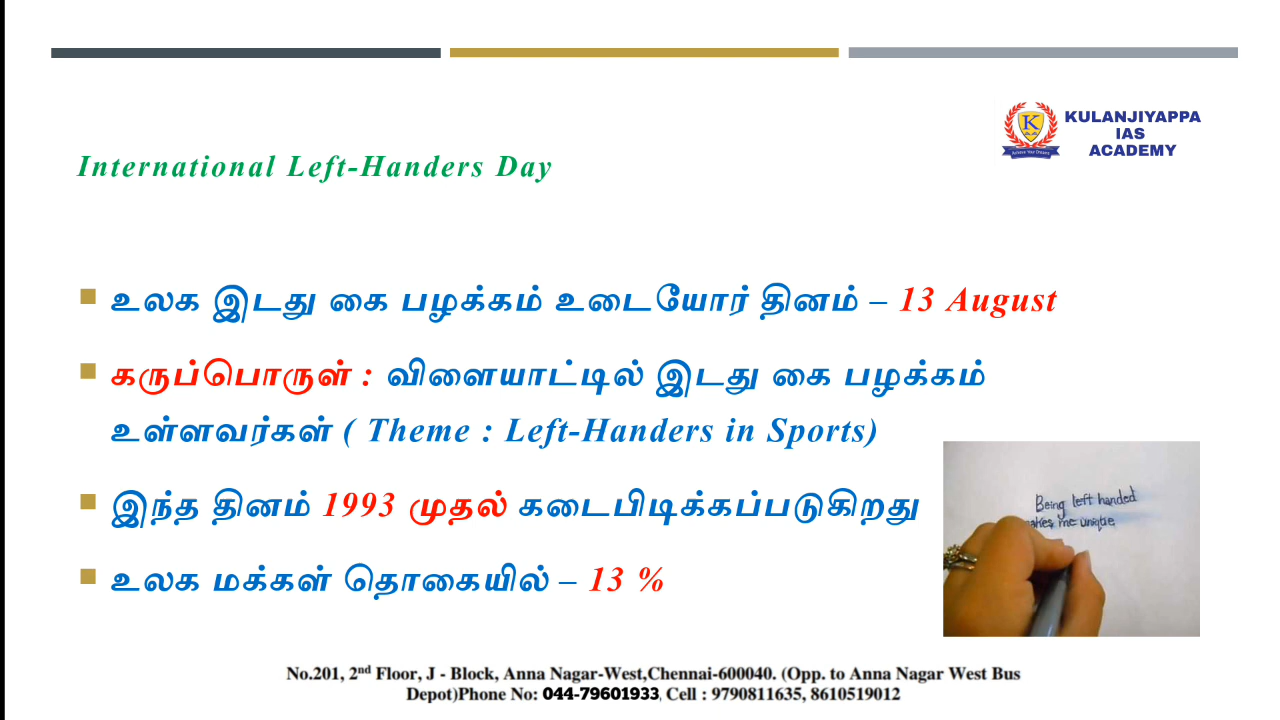 KULANJIYAPPA
IAS
ACADEMY
International Left-Handers Day
உலக இடது கை பழக்கம் உடையோர் தினம் – 13 August
கருப்பொருள் : விளையாட்டில் இடது கை பழக்கம்
உள்ளவர்கள் ( Theme : Left-Handers in Sports)
இந்த தினம் 1993 முதல் கடைபிடிக்கப்படுகிறது
உலக மக்கள் தொகையில் – 13 %
Being left handed
makes me unique
No.201, 2nd Floor, J - Block, Anna Nagar-West,Chennai-600040. (Opp. to Anna Nagar West Bus
Depot)Phone No: 044-79601933, Cell : 9790811635, 8610519012